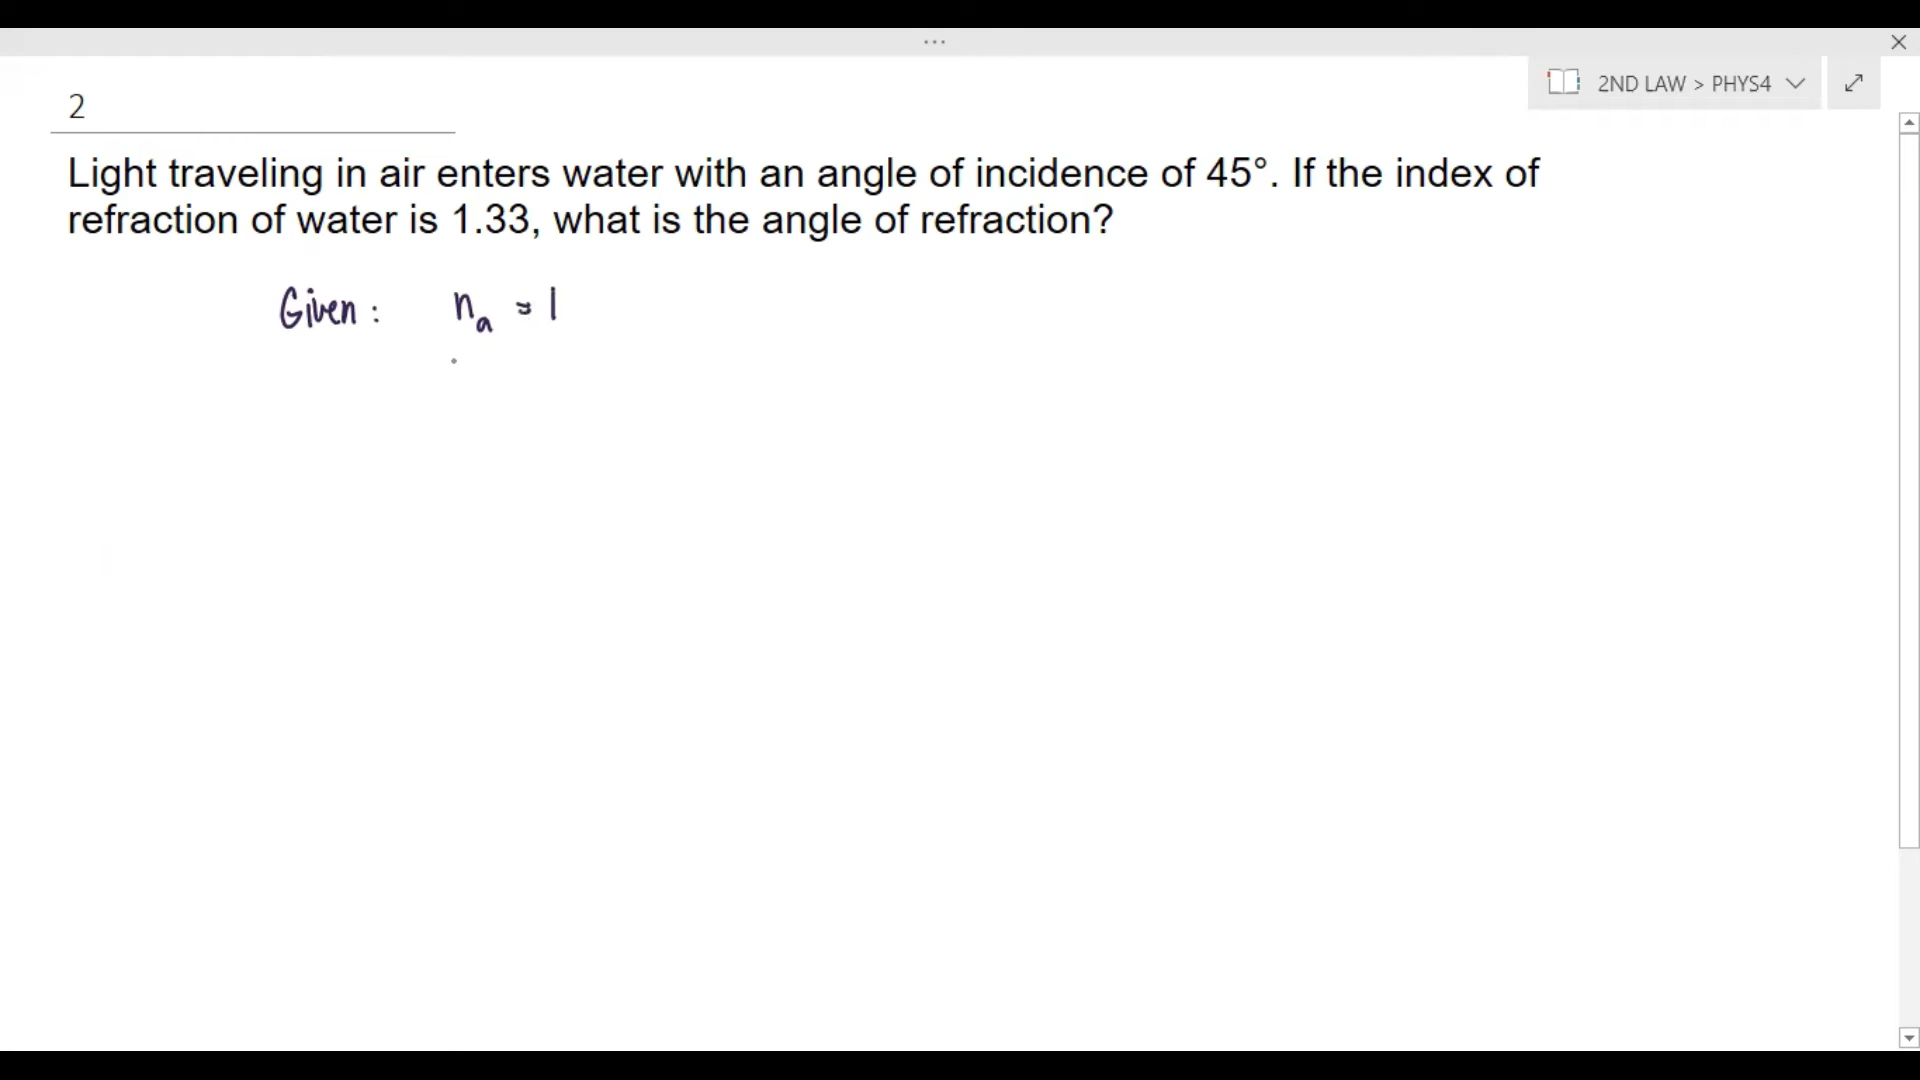 2ND LAW > PHYS4
2
Light traveling in air enters water with an angle of incidence of 45°. If the index of
refraction of water is 1.33, what is the angle of refraction?
Given : nₐ = 1